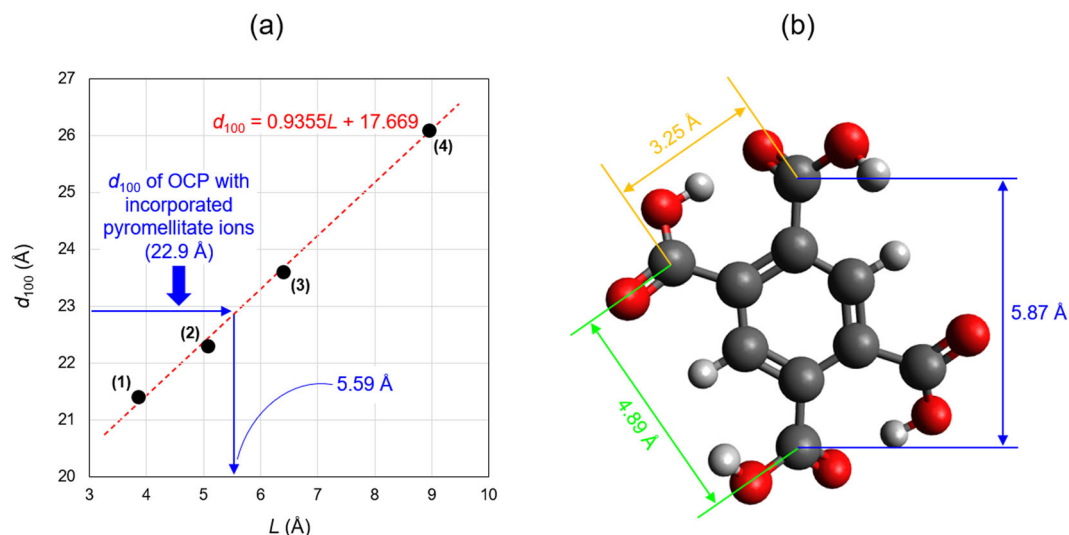 (a)
(b)
27
26
25
24
23
22
21
20
d100 (Å)
d100 = 0.9355L + 17.669
(4)
d100 of OCP with
incorporated
pyromellitate ions
(22.9 Å)
(3)
(2)
(1)
5.59 Å
3
4
5
6
7
8
9
10
L (Å)
3.25 Å
5.87 Å
4.89 Å